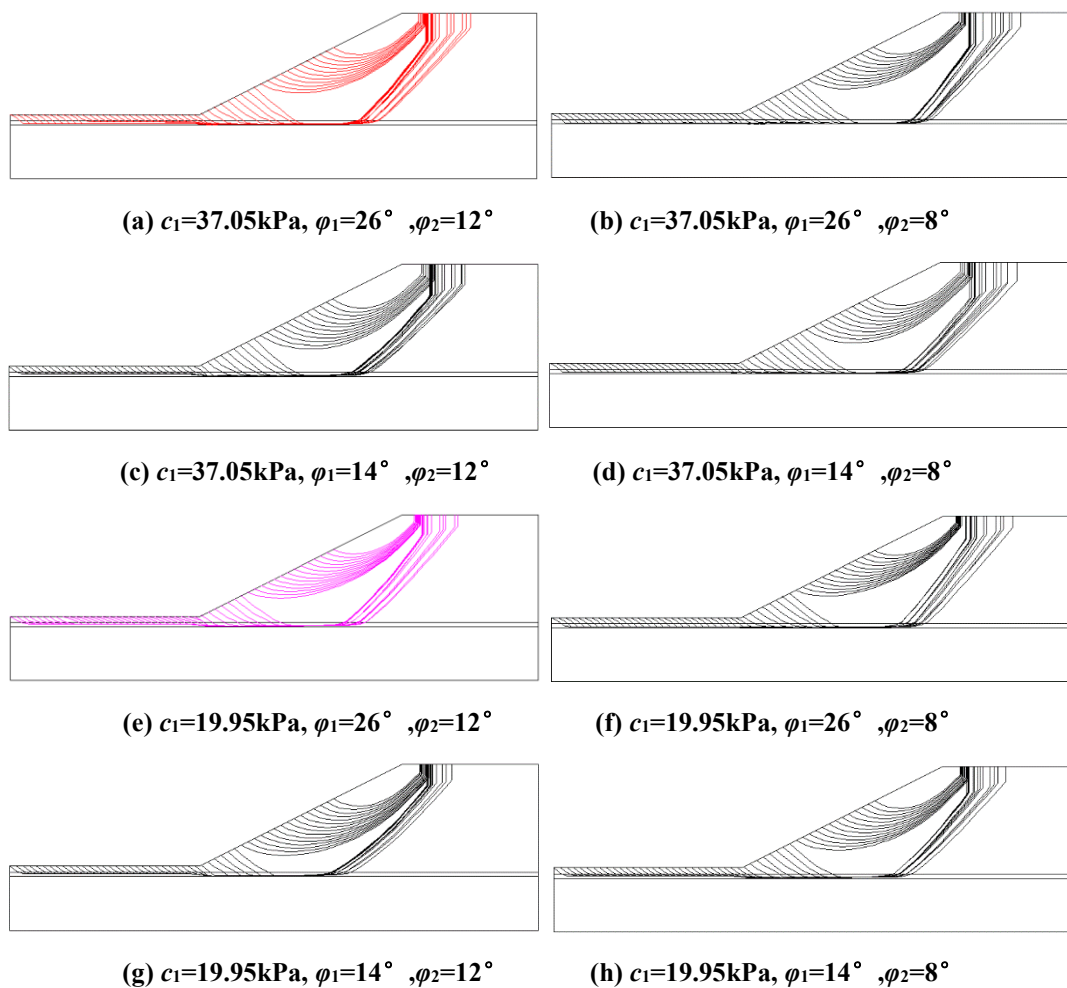 (a) c₁=37.05kPa, φ₁=26° ,φ₂=12°
(b) c₁=37.05kPa, φ₁=26° ,φ₂=8°
(c) c₁=37.05kPa, φ₁=14° ,φ₂=12°
(d) c₁=37.05kPa, φ₁=14° ,φ₂=8°
(e) c₁=19.95kPa, φ₁=26° ,φ₂=12°
(f) c₁=19.95kPa, φ₁=26° ,φ₂=8°
(g) c₁=19.95kPa, φ₁=14° ,φ₂=12°
(h) c₁=19.95kPa, φ₁=14° ,φ₂=8°